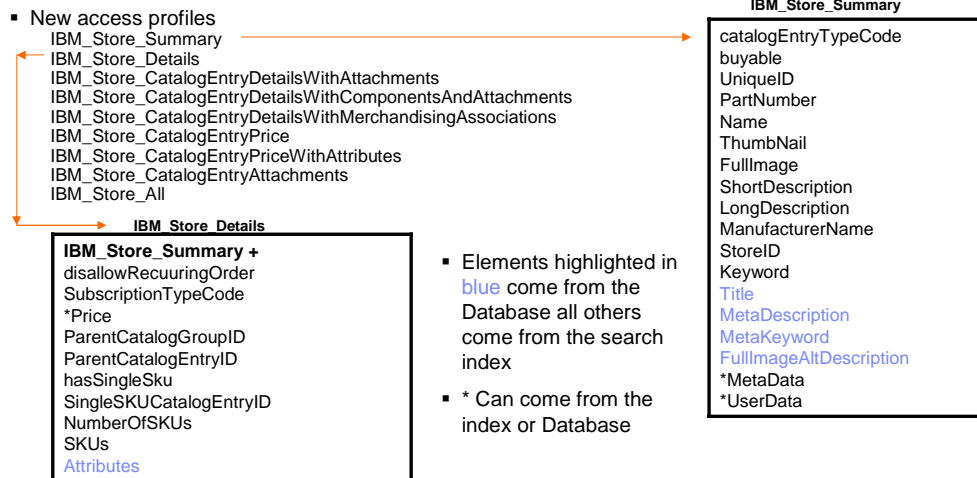 ▪ New access profiles
IBM_Store_Summary
IBM_Store_Details
IBM_Store_CatalogEntryDetailsWithAttachments
IBM_Store_CatalogEntryDetailsWithComponentsAndAttachments
IBM_Store_CatalogEntryDetailsWithMerchandisingAssociations
IBM_Store_CatalogEntryPrice
IBM_Store_CatalogEntryPriceWithAttributes
IBM_Store_CatalogEntryAttachments
IBM_Store_All
IBM_Store_Details
IBM_Store_Summary +
disallowRecuuringOrder
SubscriptionTypeCode
*Price
ParentCatalogGroupID
ParentCatalogEntryID
hasSingleSku
SingleSKUCatalogEntryID
NumberOfSKUs
SKUs
Attributes
▪ Elements highlighted in
blue come from the
Database all others
come from the search
index
▪ * Can come from the
index or Database
IBM_Store_Summary
catalogEntryTypeCode
buyable
UniqueID
PartNumber
Name
ThumbNail
FullImage
ShortDescription
LongDescription
ManufacturerName
StoreID
Keyword
Title
MetaDescription
MetaKeyword
FullImageAltDescription
*MetaData
*UserData